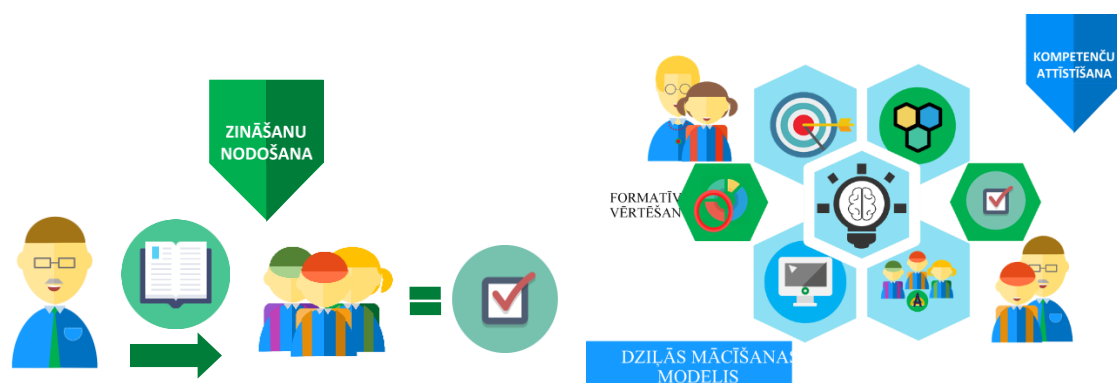 ZINĀŠANU
NODOŠANA
KOMPETENČU
ATTĪSTĪŠANA
FORMATĪV
VĒRTĒŠAN
DZIĻĀS MĀCĪŠANAS
MODELIS